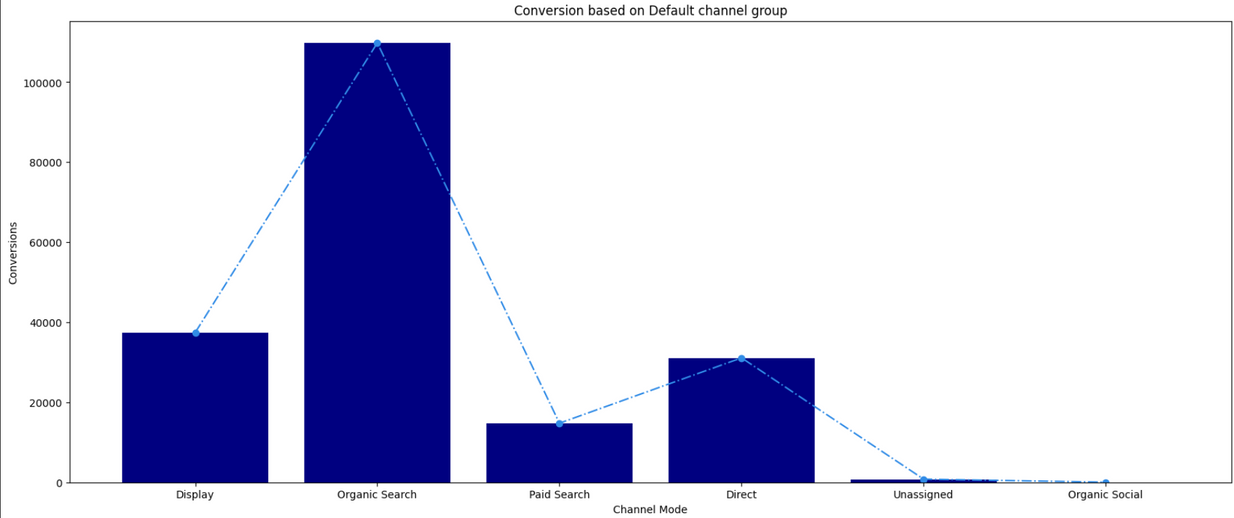 Conversion based on Default channel group
Conversions
100000
80000
60000
40000
20000
0
Display Organic Search Paid Search Direct Unassigned Organic Social
Channel Mode